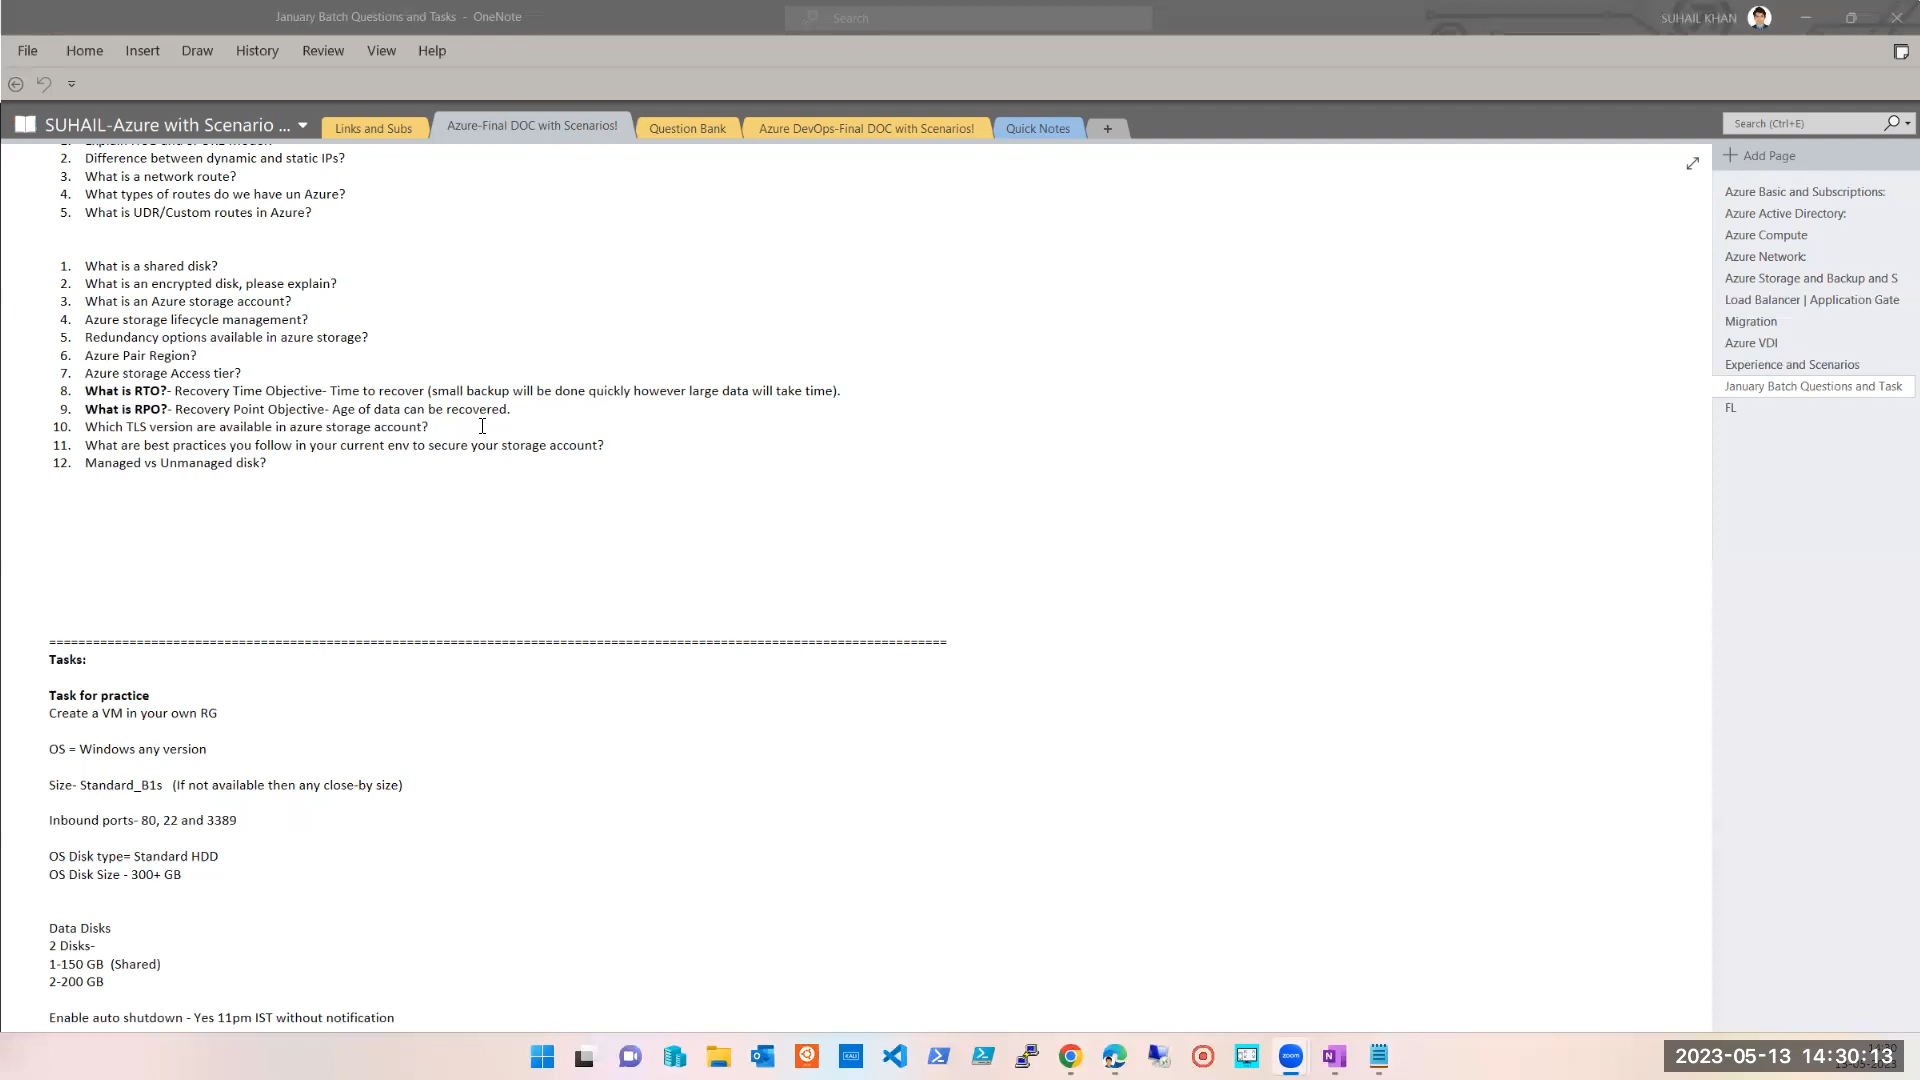 January Batch Questions and Tasks - OneNote
Search
SUHAIL KHAN
File Home Insert Draw History Review View Help
SUHAIL-Azure with Scenario ...
Links and Subs
Azure-Final DOC with Scenarios!
Question Bank
Azure DevOps-Final DOC with Scenarios!
Quick Notes
+
Search (Ctrl+E)
2. Difference between dynamic and static IPs?
3. What is a network route?
4. What types of routes do we have un Azure?
5. What is UDR/Custom routes in Azure?
1. What is a shared disk?
2. What is an encrypted disk, please explain?
3. What is an Azure storage account?
4. Azure storage lifecycle management?
5. Redundancy options available in azure storage?
6. Azure Pair Region?
7. Azure storage Access tier?
8. What is RTO?- Recovery Time Objective- Time to recover (small backup will be done quickly however large data will take time).
9. What is RPO?- Recovery Point Objective- Age of data can be recovered.
10. Which TLS version are available in azure storage account?
11. What are best practices you follow in your current env to secure your storage account?
12. Managed vs Unmanaged disk?
Tasks:
Task for practice
Create a VM in your own RG
OS = Windows any version
Size- Standard_B1s (If not available then any close-by size)
Inbound ports- 80, 22 and 3389
OS Disk type= Standard HDD
OS Disk Size - 300+ GB
Data Disks
2 Disks-
1-150 GB (Shared)
2-200 GB
Enable auto shutdown - Yes 11pm IST without notification
Add Page
Azure Basic and Subscriptions:
Azure Active Directory:
Azure Compute
Azure Network:
Azure Storage and Backup and S
Load Balancer | Application Gate
Migration
Azure VDI
Experience and Scenarios
January Batch Questions and Task
FL
KALI
zoom
2023-05-13 14:30:13